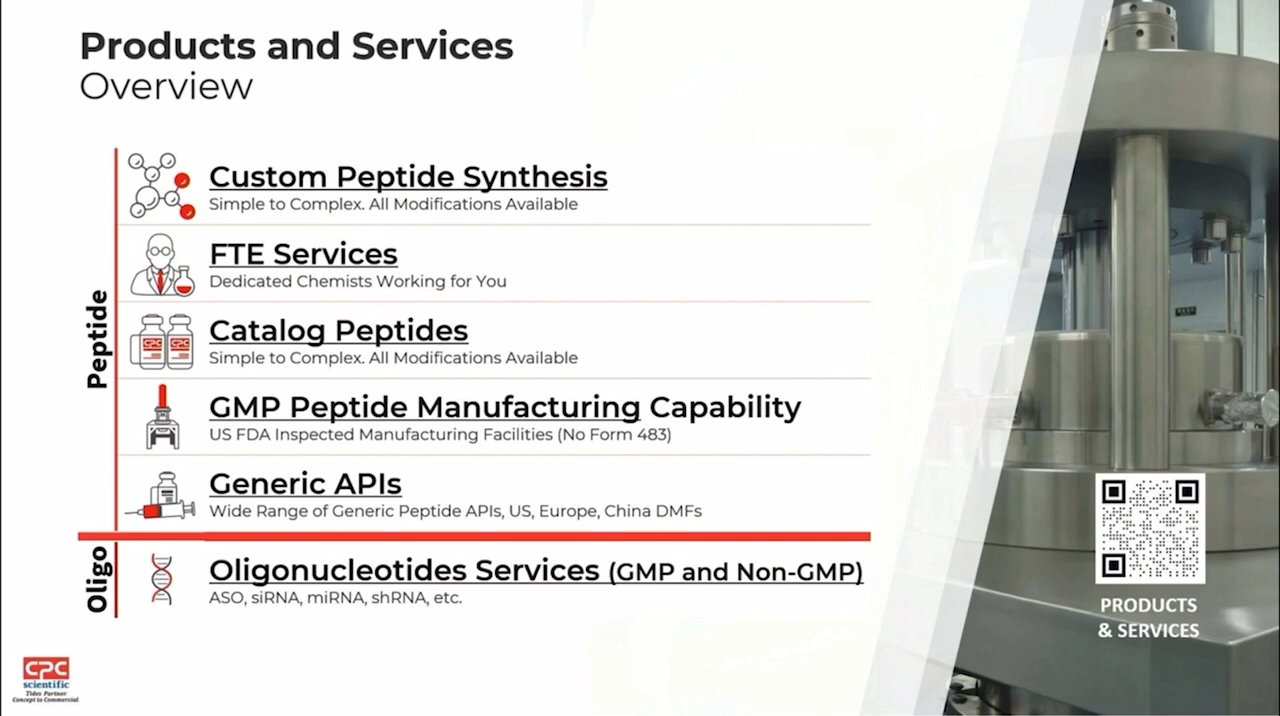 Products and Services
Overview
Peptide
Custom Peptide Synthesis
Simple to Complex. All Modifications Available
FTE Services
Dedicated Chemists Working for You
CPC CPC
Catalog Peptides
Simple to Complex. All Modifications Available
GMP Peptide Manufacturing Capability
US FDA Inspected Manufacturing Facilities (No Form 483)
Generic APIs
Wide Range of Generic Peptide APIs, US, Europe, China DMFs
Oligo
Oligonucleotides Services (GMP and Non-GMP)
ASO, siRNA, miRNA, shRNA, etc.
PRODUCTS
& SERVICES
CPC
scientific
Tides Partner
Concept to Commercial.